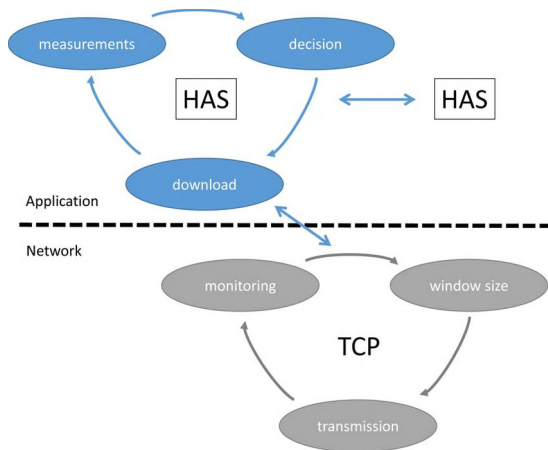 measurements
decision
HAS
HAS
download
Application
Network
monitoring
window size
TCP
transmission